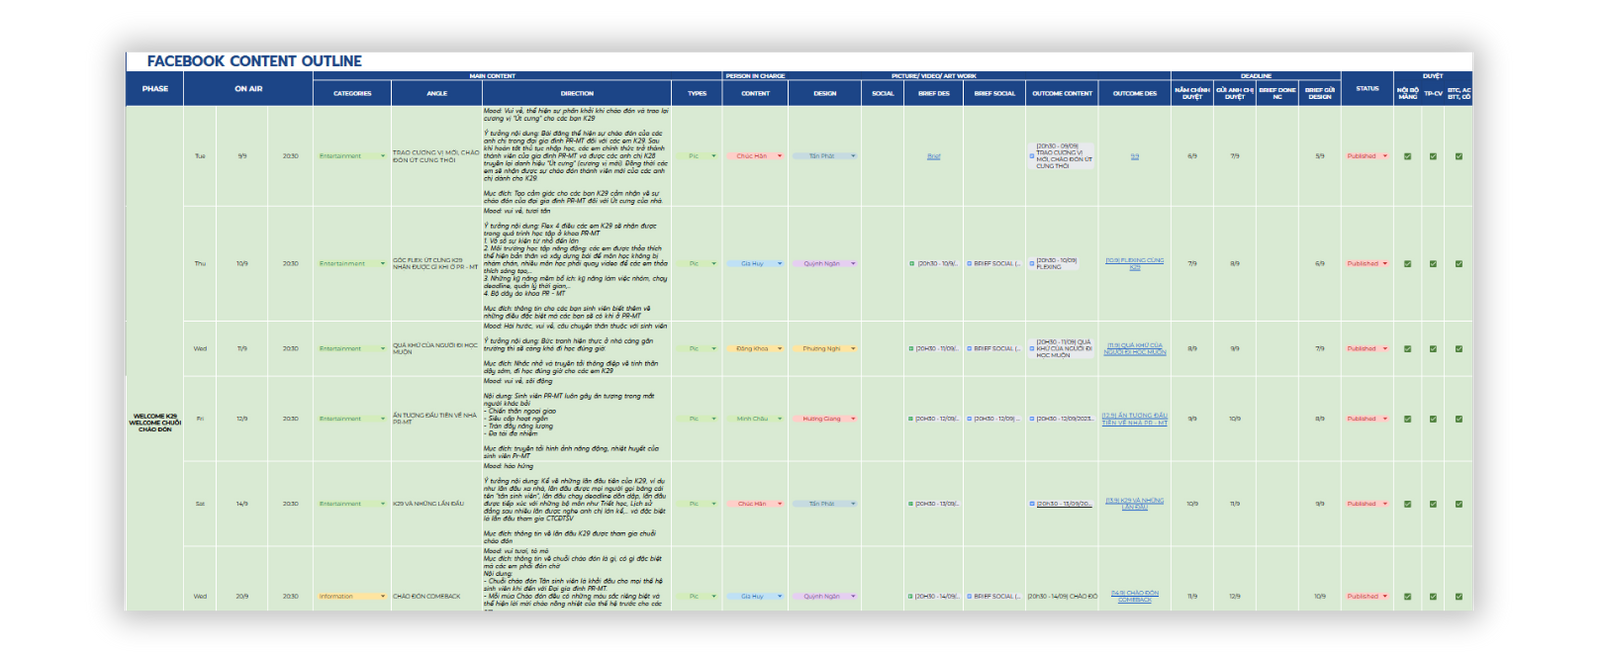 FACEBOOK CONTENT OUTLINE
PHASE
ON AIR
MAIN CONTENT
PERSON IN CHARGE
PICTURE/ VIDEO/ ART WORK
DEADLINE
STATUS
DUYỆT
CATEGORIES
ANGLE
DIRECTION
TYPES
CONTENT
DESIGN
SOCIAL
BRIEF DES
BRIEF SOCIAL
OUTCOME CONTENT
OUTCOME DES
NĂM CHỈNH DUYỆT
GỬI ANH CHỊ DUYỆT
BRIEF DONE NC
BRIEF GỬI DESIGN
NỘI BỘ MẢNG
TP-CV
BTC, AC BTT, CỐ
WELCOME K29
WELCOME CHUỖI
CHÀO ĐÓN
Tue
9/9
20:30
Entertainment
TRAO CƯƠNG VỊ MỚI, CHÀO
ĐÓN ÚT CƯNG THÔI
Mood: Vui vẻ, thể hiện sự phấn khởi khi chào đón và trao lại
cương vị "Út cưng" cho các bạn K29
Ý tưởng nội dung: Bài đăng thể hiện sự chào đón của các
anh chị trong đại gia đình PR-MT đối với các em K29. Sau
khi hoàn tất thủ tục nhập học, các em chính thức trở thành
thành viên của gia đình PR-MT và được các anh chị K28
truyền lại danh hiệu "Út cưng" (cương vị mới). Đồng thời các
em sẽ nhận được sự chào đón thành viên mới của các anh
chị dành cho K29
Mục đích: Tạo cảm giác cho các bạn K29 cảm nhận về sự
chào đón của đại gia đình PR-MT đối với Út cưng của nhà.
Pic
Chúc Hân
Tấn Phát
Brief
[20h30 - 09/09]
TRAO CƯƠNG VỊ
MỚI, CHÀO ĐÓN ÚT
CƯNG THÔI
9.9
6/9
7/9
5/9
Published
Thu
10/9
20:30
Entertainment
GÓC FLEX: ÚT CƯNG K29
NHẬN ĐƯỢC GÌ KHI Ở PR - MT
Mood: vui vẻ, tươi tắn
Ý tưởng nội dung: Flex 4 điều các em K29 sẽ nhận được
trong quá trình học tập ở khoa PR-MT
1. Vô số sự kiện từ nhỏ đến lớn
2. Môi trường học tập năng động: các em được thỏa thích
thể hiện bản thân và xây dựng bài để môn học không bị
nhàm chán, nhiều môn học phải quay video để các em thỏa
thích sáng tạo,..
3. Những kỹ năng mềm bổ ích: kỹ năng làm việc nhóm, chạy
deadline, quản lý thời gian,..
4. Bộ dây đo khoa PR - MT
Mục đích: thông tin cho các bạn sinh viên biết thêm về
những điều đặc biệt mà các bạn sẽ có khi ở PR-MT
Pic
Gia Huy
Quỳnh Ngân
[20h30 - 10/9/...
BRIEF SOCIAL (...
[20h30 - 10/09]
FLEXING
[10.9] FLEXING CÙNG
K29
7/9
8/9
6/9
Published
Wed
11/9
20:30
Entertainment
QUÁ KHỨ CỦA NGƯỜI ĐI HỌC
MUỘN
Mood: Hài hước, vui vẻ, câu chuyện thân thuộc với sinh viên
Ý tưởng nội dung: Bức tranh hiện thực ở nhà càng gần
trường thì sẽ càng khó đi học đúng giờ.
Mục đích: Nhắc nhở và truyền tải thông điệp về tinh thần
dậy sớm, đi học đúng giờ cho các em K29
Pic
Đăng Khoa
Phương Nghi
[20H30 - 11/09/...
BRIEF SOCIAL (...
[20H30 - 11/09] QUÁ
KHỨ CỦA NGƯỜI ĐI
HỌC MUỘN
[11.9] QUÁ KHỨ CỦA
NGƯỜI ĐI HỌC MUỘN
8/9
9/9
7/9
Published
Fri
12/9
20:30
Entertainment
ẤN TƯỢNG ĐẦU TIÊN VỀ NHÀ
PR-MT
Mood: vui vẻ, sôi động
Nội dung: Sinh viên PR-MT luôn gây ấn tượng trong mắt
người khác bởi
- Chiến thần ngoại giao
- Siêu cấp hoạt ngôn
- Tràn đầy năng lượng
- Đa tài đa nhiệm
Mục đích: truyền tải hình ảnh năng động, nhiệt huyết của
sinh viên Pr-MT
Pic
Minh Châu
Hương Giang
[20H30 - 12/09/...
[20H30 - 12/09] ...
[20H30 - 12/09/2023...
[12.9] ẤN TƯỢNG ĐẦU
TIÊN VỀ NHÀ PR - MT
9/9
10/9
8/9
Published
Sat
14/9
20:30
Entertainment
K29 VÀ NHỮNG LẦN ĐẦU
Mood: háo hứng
Ý tưởng nội dung: Kể về những lần đầu tiên của K29, ví dụ
như lần đầu xa nhà, lần đầu được mọi người gọi bằng cái
tên "tân sinh viên", lần đầu chạy deadline dồn dập, lần đầu
được tiếp xúc với những bộ môn như Triết học, Lịch sử
đảng sau nhiều lần được nghe anh chị lớn kể,.. và đặc biệt
là lần đầu tham gia CTCĐTSV
Mục đích: thông tin về lần đầu K29 được tham gia chuỗi
chào đón
Pic
Chúc Hân
Tấn Phát
[20H30 - 13/09/...
BRIEF SOCIAL (...
[20h30 - 13/09/20...
[13.9] K29 VÀ NHỮNG
LẦN ĐẦU
10/9
11/9
9/9
Published
Wed
20/9
20:30
Information
CHÀO ĐÓN COMEBACK
Mood: vui tươi, tò mò
Mục đích: thông tin về chuỗi chào đón là gì, có gì đặc biệt
mà các em phải đón chờ
Nội dung:
- Chuỗi chào đón Tân sinh viên là khởi đầu cho mọi thế hệ
sinh viên khi đến với Đại gia đình PR-MT.
- Mỗi mùa Chào đón đều có những màu sắc riêng biệt và
thể hiện lời mời chào nồng nhiệt của thế hệ trước cho các
Pic
Gia Huy
Quỳnh Ngân
[20H30 - 14/09/...
BRIEF SOCIAL (...
[20h30 - 14/09] CHÀO ĐÓ
[14.9] CHÀO ĐÓN
COMEBACK
11/9
12/9
10/9
Published